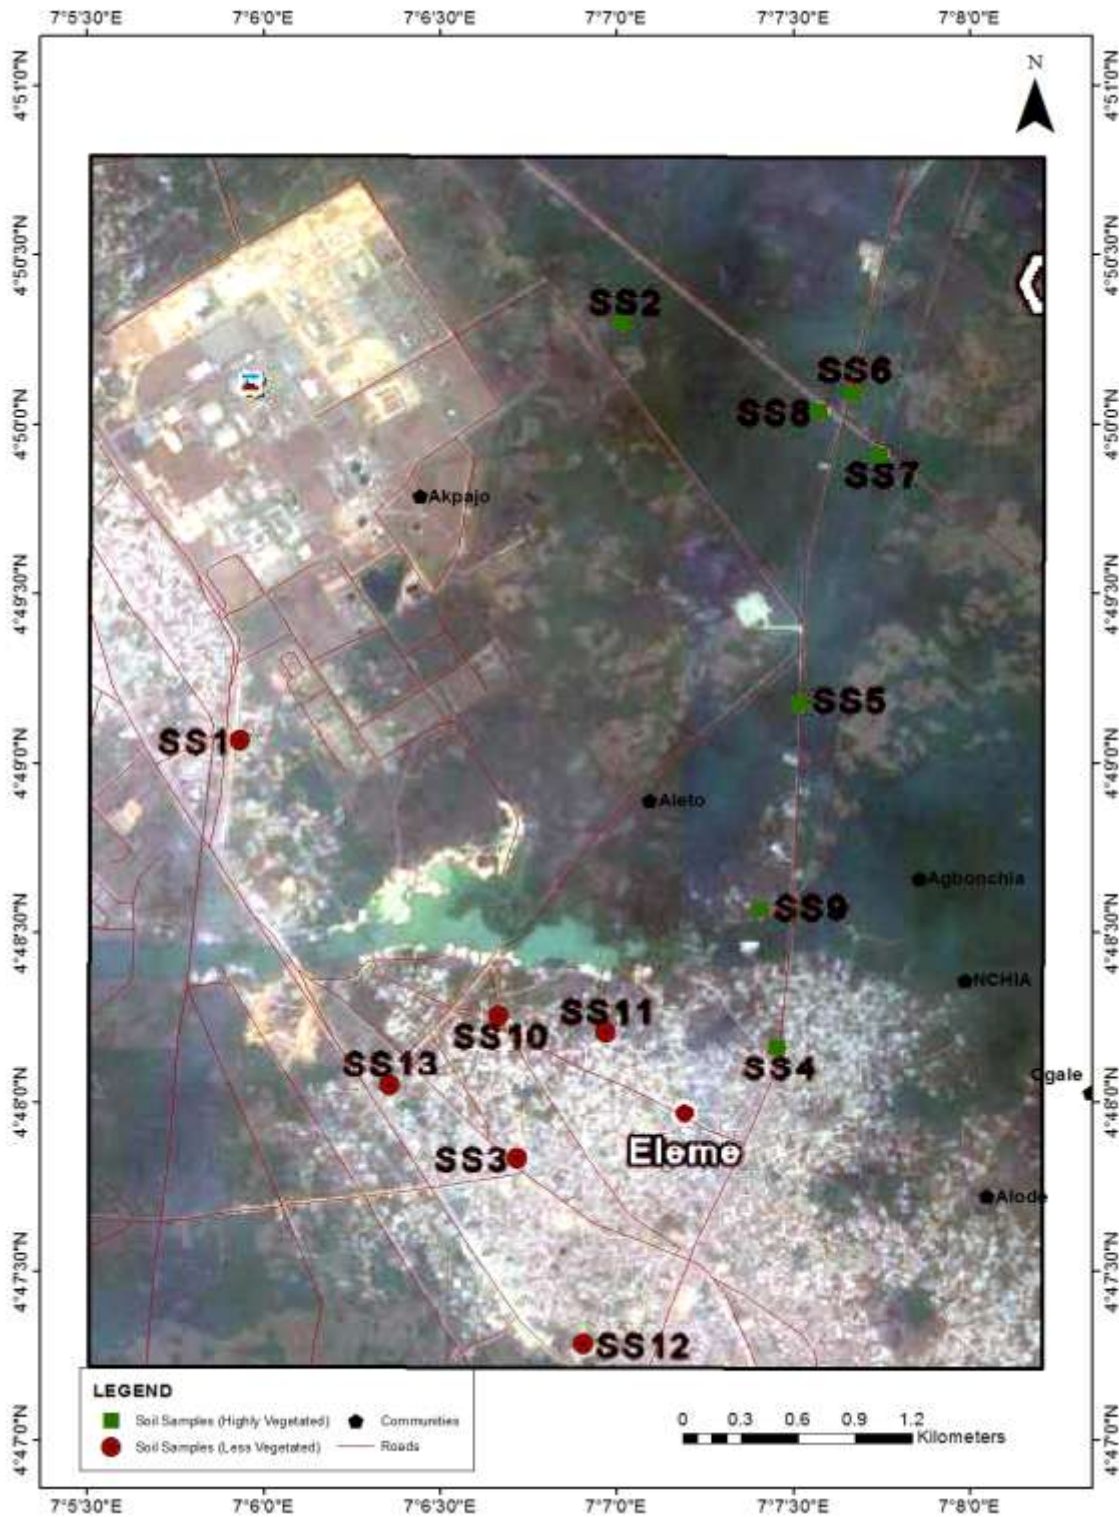 7°5'30"E 7°6'0"E 7°6'30"E 7°7'0"E 7°7'30"E 7°8'0"E
N
4°51'0"N 4°51'0"N
4°50'30"N 4°50'30"N
SS2
SS6
SS8
4°50'0"N 4°50'0"N
SS7
Akpajo
4°49'30"N 4°49'30"N
SS5
SS1
4°49'0"N 4°49'0"N
Aleto
Agbonchia
SS9
4°48'30"N 4°48'30"N
NCHIA
SS11
SS10
SS13
SS4
Ogale
4°48'0"N 4°48'0"N
Eleme
SS3
Alode
4°47'30"N 4°47'30"N
SS12
LEGEND
Soil Samples (Highly Vegetated) Communities
Soil Samples (Less Vegetated) Roads
0 0.3 0.6 0.9 1.2
Kilometers
4°47'0"N 4°47'0"N
7°5'30"E 7°6'0"E 7°6'30"E 7°7'0"E 7°7'30"E 7°8'0"E